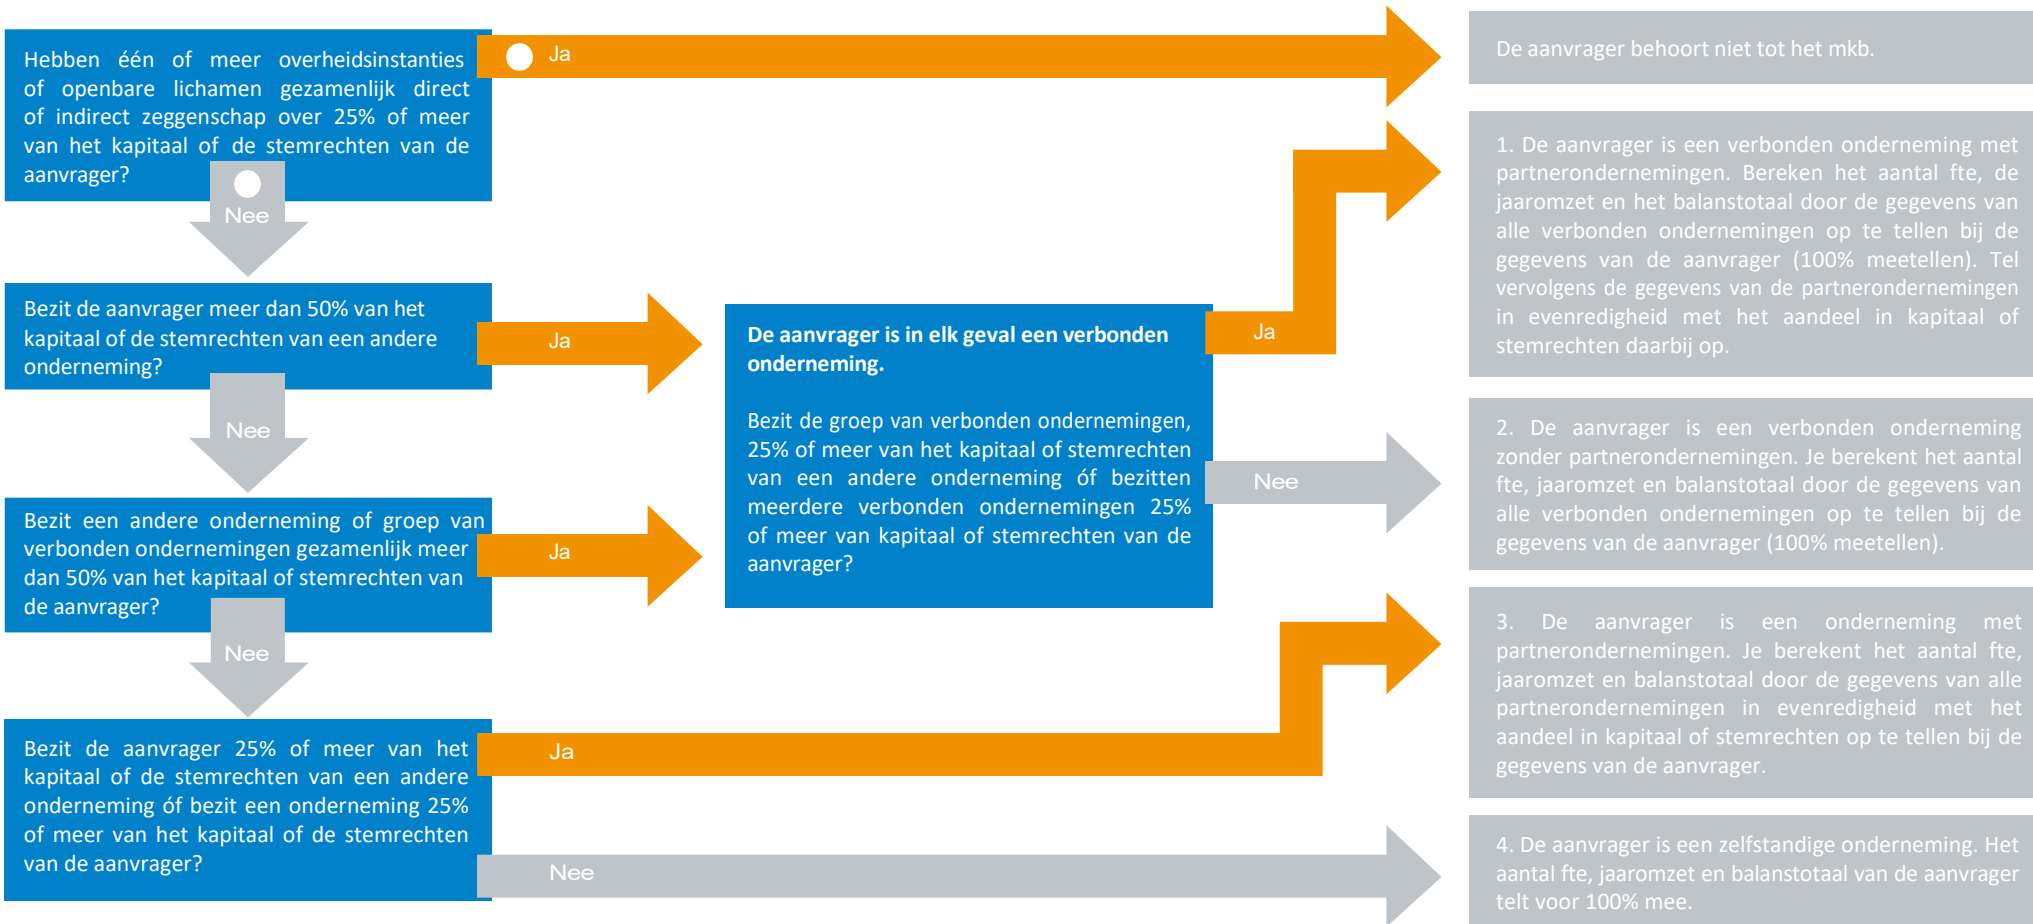 Hebben één of meer overheidsinstanties
of openbare lichamen gezamenlijk direct
of indirect zeggenschap over 25% of meer
van het kapitaal of de stemrechten van de
aanvrager?
Ja
De aanvrager behoort niet tot het mkb.
Nee
Bezit de aanvrager meer dan 50% van het
kapitaal of de stemrechten van een andere
onderneming?
Ja
Nee
Bezit een andere onderneming of groep van
verbonden ondernemingen gezamenlijk meer
dan 50% van het kapitaal of stemrechten van
de aanvrager?
Ja
Nee
De aanvrager is in elk geval een verbonden
onderneming.
Bezit de groep van verbonden ondernemingen,
25% of meer van het kapitaal of stemrechten
van een andere onderneming óf bezitten
meerdere verbonden ondernemingen 25%
of meer van kapitaal of stemrechten van de
aanvrager?
Ja
1. De aanvrager is een verbonden onderneming met
partnerondernemingen. Bereken het aantal fte, de
jaaromzet en het balanstotaal door de gegevens van
alle verbonden ondernemingen op te tellen bij de
gegevens van de aanvrager (100% meetellen). Tel
vervolgens de gegevens van de partnerondernemingen
in evenredigheid met het aandeel in kapitaal of
stemrechten daarbij op.
Nee
2. De aanvrager is een verbonden onderneming
zonder partnerondernemingen. Je berekent het aantal
fte, jaaromzet en balanstotaal door de gegevens van
alle verbonden ondernemingen op te tellen bij de
gegevens van de aanvrager (100% meetellen).
Bezit de aanvrager 25% of meer van het
kapitaal of de stemrechten van een andere
onderneming óf bezit een onderneming 25%
of meer van het kapitaal of de stemrechten
van de aanvrager?
Ja
3. De aanvrager is een onderneming met
partnerondernemingen. Je berekent het aantal fte,
jaaromzet en balanstotaal door de gegevens van alle
partnerondernemingen in evenredigheid met het
aandeel in kapitaal of stemrechten op te tellen bij de
gegevens van de aanvrager.
Nee
4. De aanvrager is een zelfstandige onderneming. Het
aantal fte, jaaromzet en balanstotaal van de aanvrager
telt voor 100% mee.